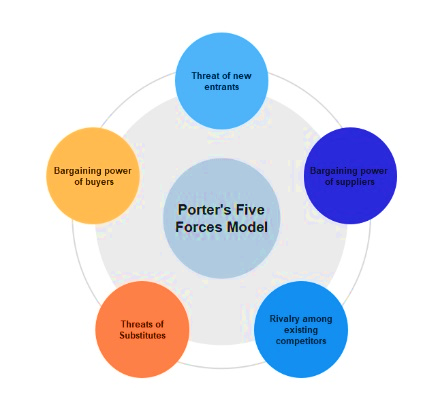 Threat of new
entrants
Bargaining power
of buyers
Bargaining power
of suppliers
Porter's Five
Forces Model
Threats of
Substitutes
Rivalry among
existing
competitors